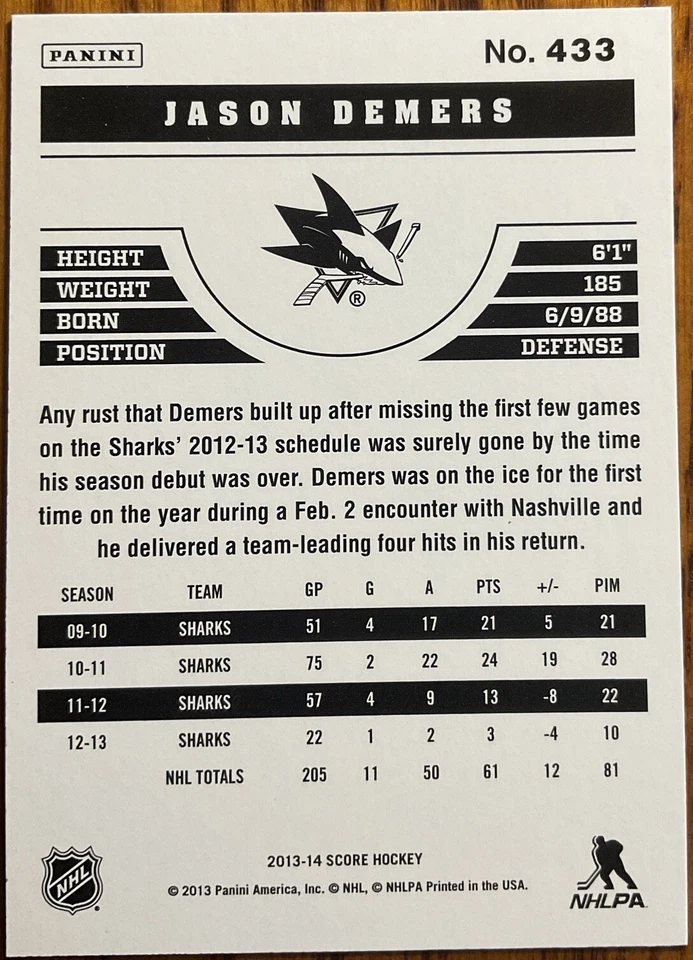 PANINI
No. 433
JASON DEMERS
HEIGHT 6'1"
WEIGHT 185
BORN 6/9/88
POSITION DEFENSE
®
Any rust that Demers built up after missing the first few games
on the Sharks' 2012-13 schedule was surely gone by the time
his season debut was over. Demers was on the ice for the first
time on the year during a Feb. 2 encounter with Nashville and
he delivered a team-leading four hits in his return.
SEASON TEAM GP G A PTS +/- PIM
09-10 SHARKS 51 4 17 21 5 21
10-11 SHARKS 75 2 22 24 19 28
11-12 SHARKS 57 4 9 13 -8 22
12-13 SHARKS 22 1 2 3 -4 10
NHL TOTALS 205 11 50 61 12 81
2013-14 SCORE HOCKEY
© 2013 Panini America, Inc. © NHL, © NHLPA Printed in the USA.
NHL
NHLPA